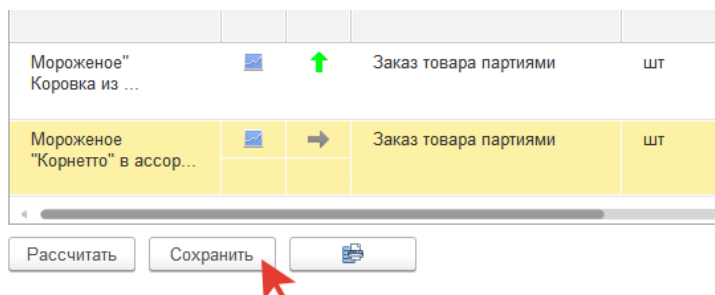 Мороженое" Заказ товара партиями шт
Коровка из ...
Мороженое Заказ товара партиями шт
"Корнетто" в ассор...
Рассчитать Сохранить